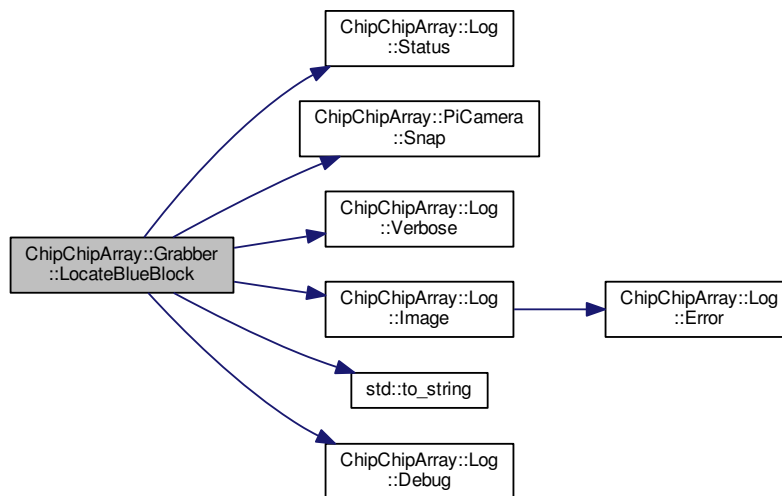 ChipChipArray::Log
::Status
ChipChipArray::PiCamera
::Snap
ChipChipArray::Log
::Verbose
ChipChipArray::Grabber
::LocateBlueBlock
ChipChipArray::Log
::Image
ChipChipArray::Log
::Error
std::to_string
ChipChipArray::Log
::Debug